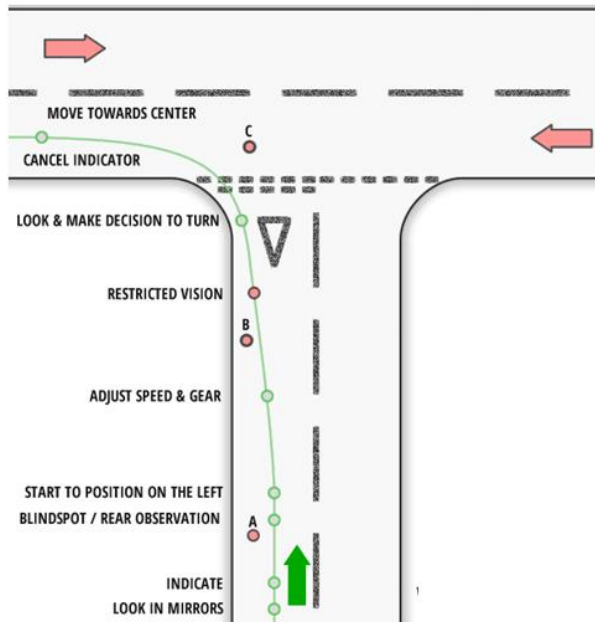 MOVE TOWARDS CENTER
C
CANCEL INDICATOR
LOOK & MAKE DECISION TO TURN
RESTRICTED VISION
B
ADJUST SPEED & GEAR
START TO POSITION ON THE LEFT
BLINDSPOT / REAR OBSERVATION
A
INDICATE
LOOK IN MIRRORS